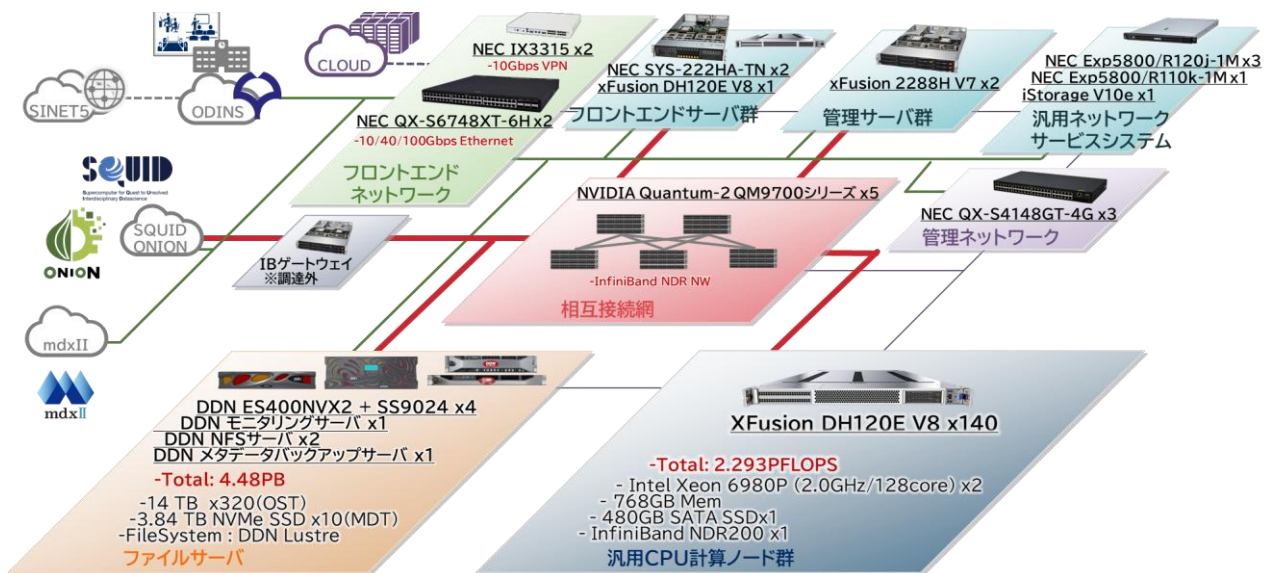 SINET5
ODINS
CLOUD
NEC IX3315 x2
-10Gbps VPN
NEC QX-S6748XT-6H x2
-10/40/100Gbps Ethernet
フロントエンド
ネットワーク
NEC SYS-222HA-TN x2
xFusion DH120E V8 x1
フロントエンドサーバ群
xFusion 2288H V7 x2
管理サーバ群
NEC Exp5800/R120j-1M x3
NEC Exp5800/R110k-1M x1
iStorage V10e x1
汎用ネットワーク
サービスシステム
SQUID
Supercomputer for Quest to Unsolved
Interdisciplinary Datascience
ONION
SQUID
ONION
IBゲートウェイ
※調達外
NVIDIA Quantum-2 QM9700シリーズ x5
-InfiniBand NDR NW
相互接続網
NEC QX-S4148GT-4G x3
管理ネットワーク
mdxII
mdxII
DDN ES400NVX2 + SS9024 x4
DDN モニタリングサーバ x1
DDN NFSサーバ x2
DDN メタデータバックアップサーバ x1
-Total: 4.48PB
-14 TB x320(OST)
-3.84 TB NVMe SSD x10(MDT)
-FileSystem : DDN Lustre
ファイルサーバ
XFusion DH120E V8 x140
-Total: 2.293PFLOPS
- Intel Xeon 6980P (2.0GHz/128core) x2
- 768GB Mem
- 480GB SATA SSDx1
- InfiniBand NDR200 x1
汎用CPU計算ノード群